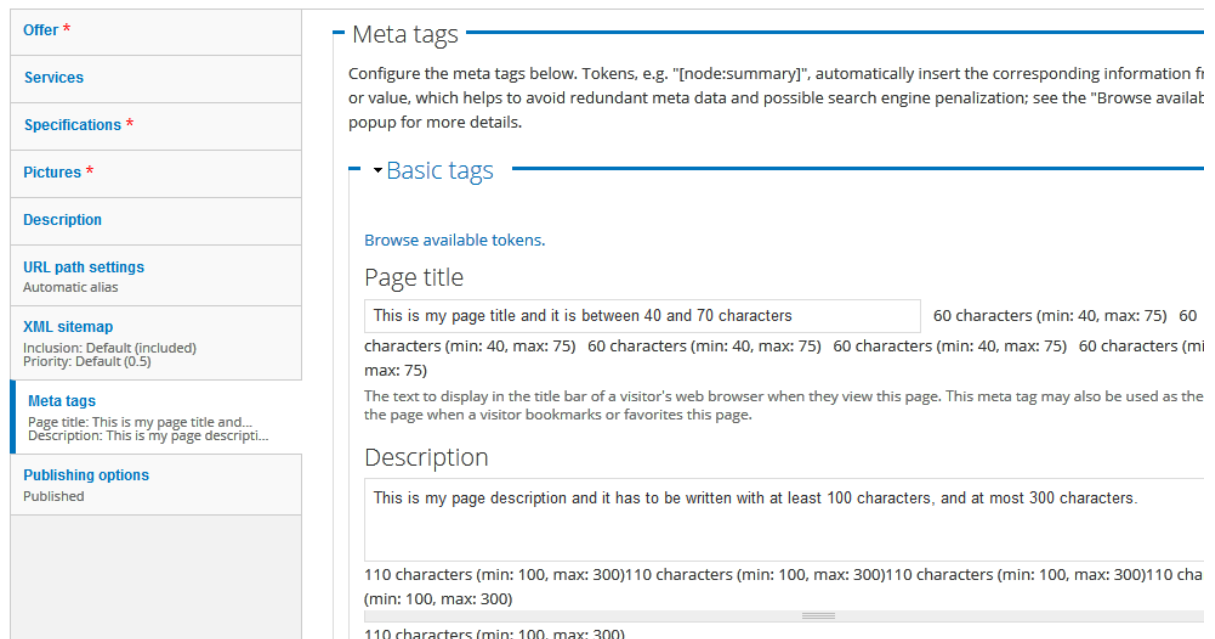 Offer *
Services
Specifications *
Pictures *
Description
URL path settings
Automatic alias
XML sitemap
Inclusion: Default (included)
Priority: Default (0.5)
Meta tags
Page title: This is my page title and...
Description: This is my page descripti...
Publishing options
Published
Meta tags
Configure the meta tags below. Tokens, e.g. "[node:summary]", automatically insert the corresponding information
or value, which helps to avoid redundant meta data and possible search engine penalization; see the "Browse
popup for more details.
Basic tags
Browse available tokens.
Page title
This is my page title and it is between 40 and 70 characters
60 characters (min: 40, max: 75) 60
characters (min: 40, max: 75) 60 characters (min: 40, max: 75) 60 characters (min: 40, max: 75) 60 characters
max: 75)
The text to display in the title bar of a visitor's web browser when they view this page. This meta tag may also be used as the
the page when a visitor bookmarks or favorites this page.
Description
This is my page description and it has to be written with at least 100 characters, and at most 300 characters.
110 characters (min: 100, max: 300)110 characters (min: 100, max: 300)110 characters (min: 100, max: 300)110
(min: 100, max: 300)
110 characters (min: 100, max: 300)